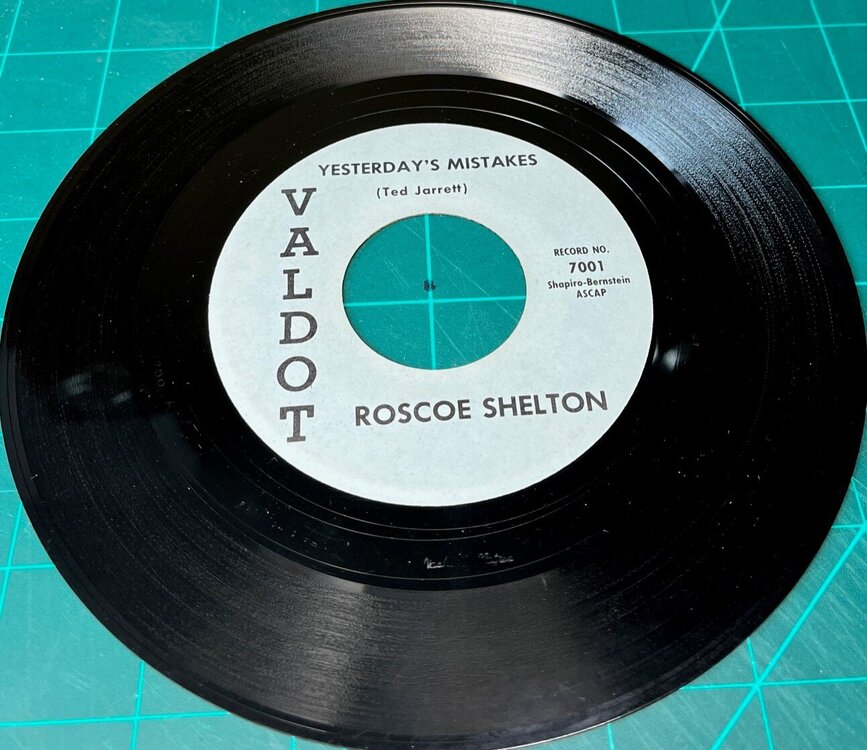 YESTERDAY'S MISTAKES
(Ted Jarrett)
VALDOT
RECORD NO.
7001
Shapiro-Bernstein
ASCAP
ROSCOE SHELTON